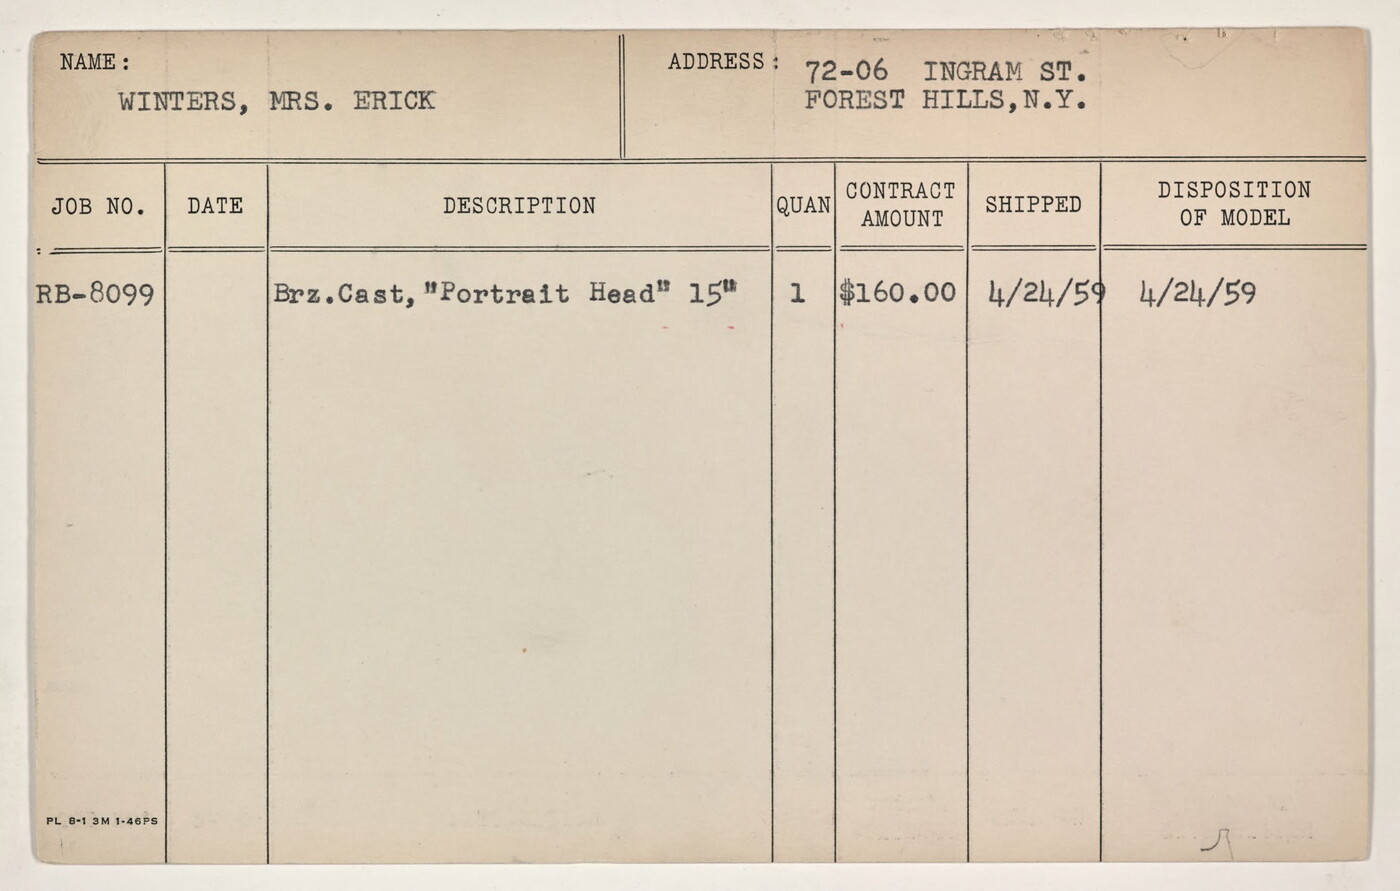 NAME:
WINTERS, MRS. ERICK
ADDRESS:
72-06 INGRAM ST.
FOREST HILLS,N.Y.
JOB NO. DATE DESCRIPTION QUAN CONTRACT AMOUNT SHIPPED DISPOSITION OF MODEL
RB-8099 Brz.Cast,"Portrait Head" 15" 1 $160.00 4/24/59 4/24/59
PL 8-1 3M 1-46PS